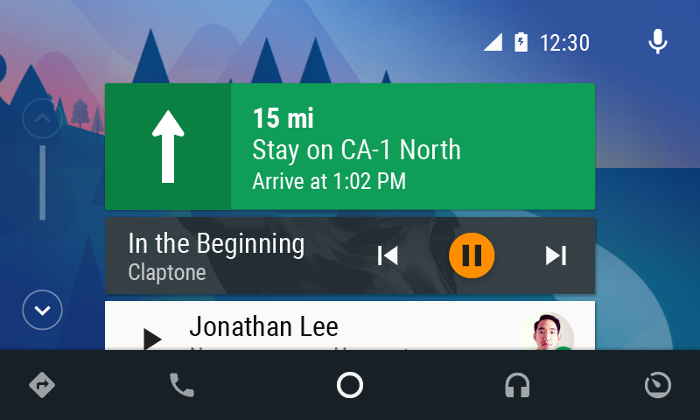 12:30
15 mi
Stay on CA-1 North
Arrive at 1:02 PM
In the Beginning
Claptone
Jonathan Lee